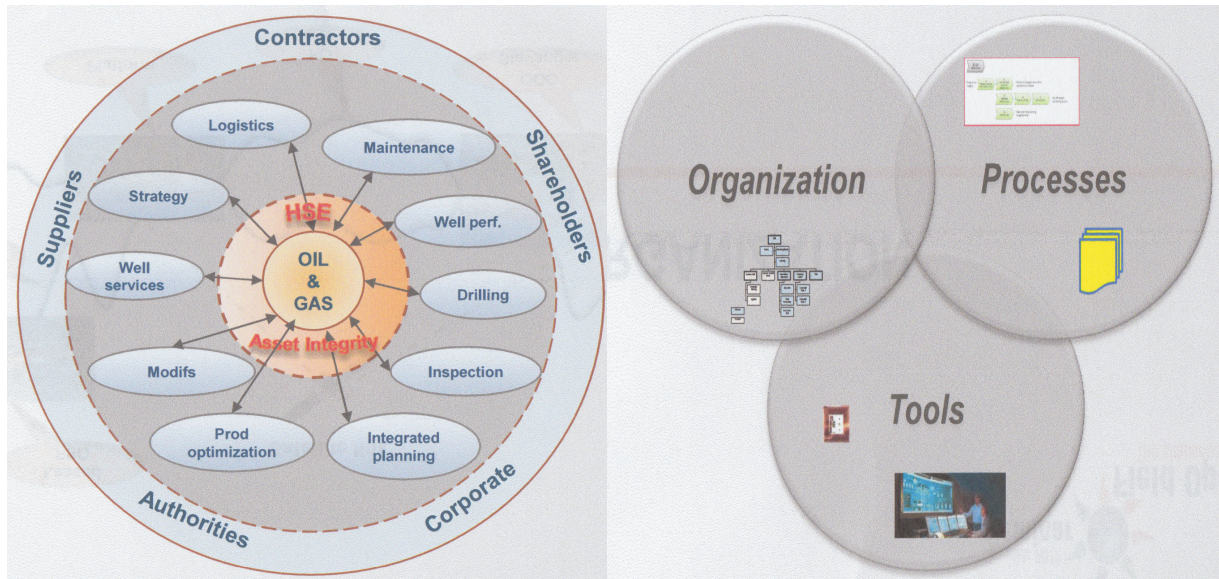 Contractors
Shareholders
Corporate
Authorities
Suppliers
Logistics
Maintenance
Strategy
Well perf.
Well
services
Drilling
Modifs
Inspection
Prod
optimization
Integrated
planning
HSE
OIL
&
GAS
Asset Integrity
Organization
Processes
Tools